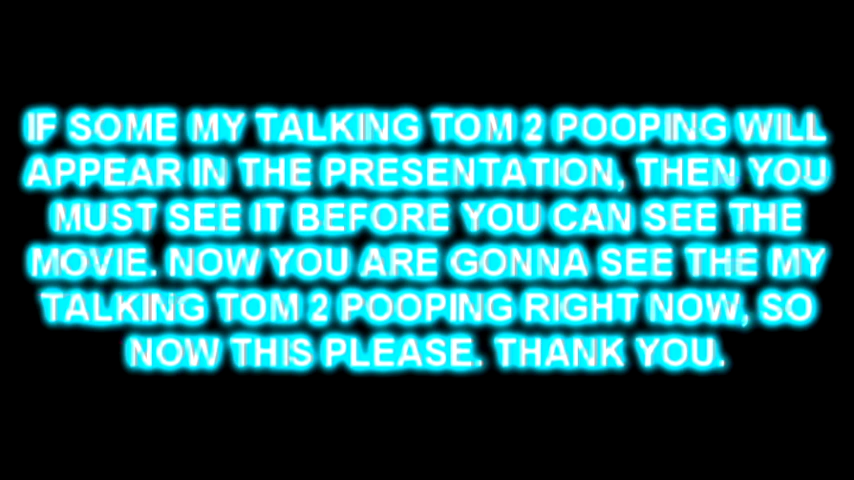 IF SOME MY TALKING TOM 2 POOPING WILL
APPEAR IN THE PRESENTATION, THEN YOU
MUST SEE IT BEFORE YOU CAN SEE THE
MOVIE. NOW YOU ARE GONNA SEE THE MY
TALKING TOM 2 POOPING RIGHT NOW, SO
NOW THIS PLEASE. THANK YOU.